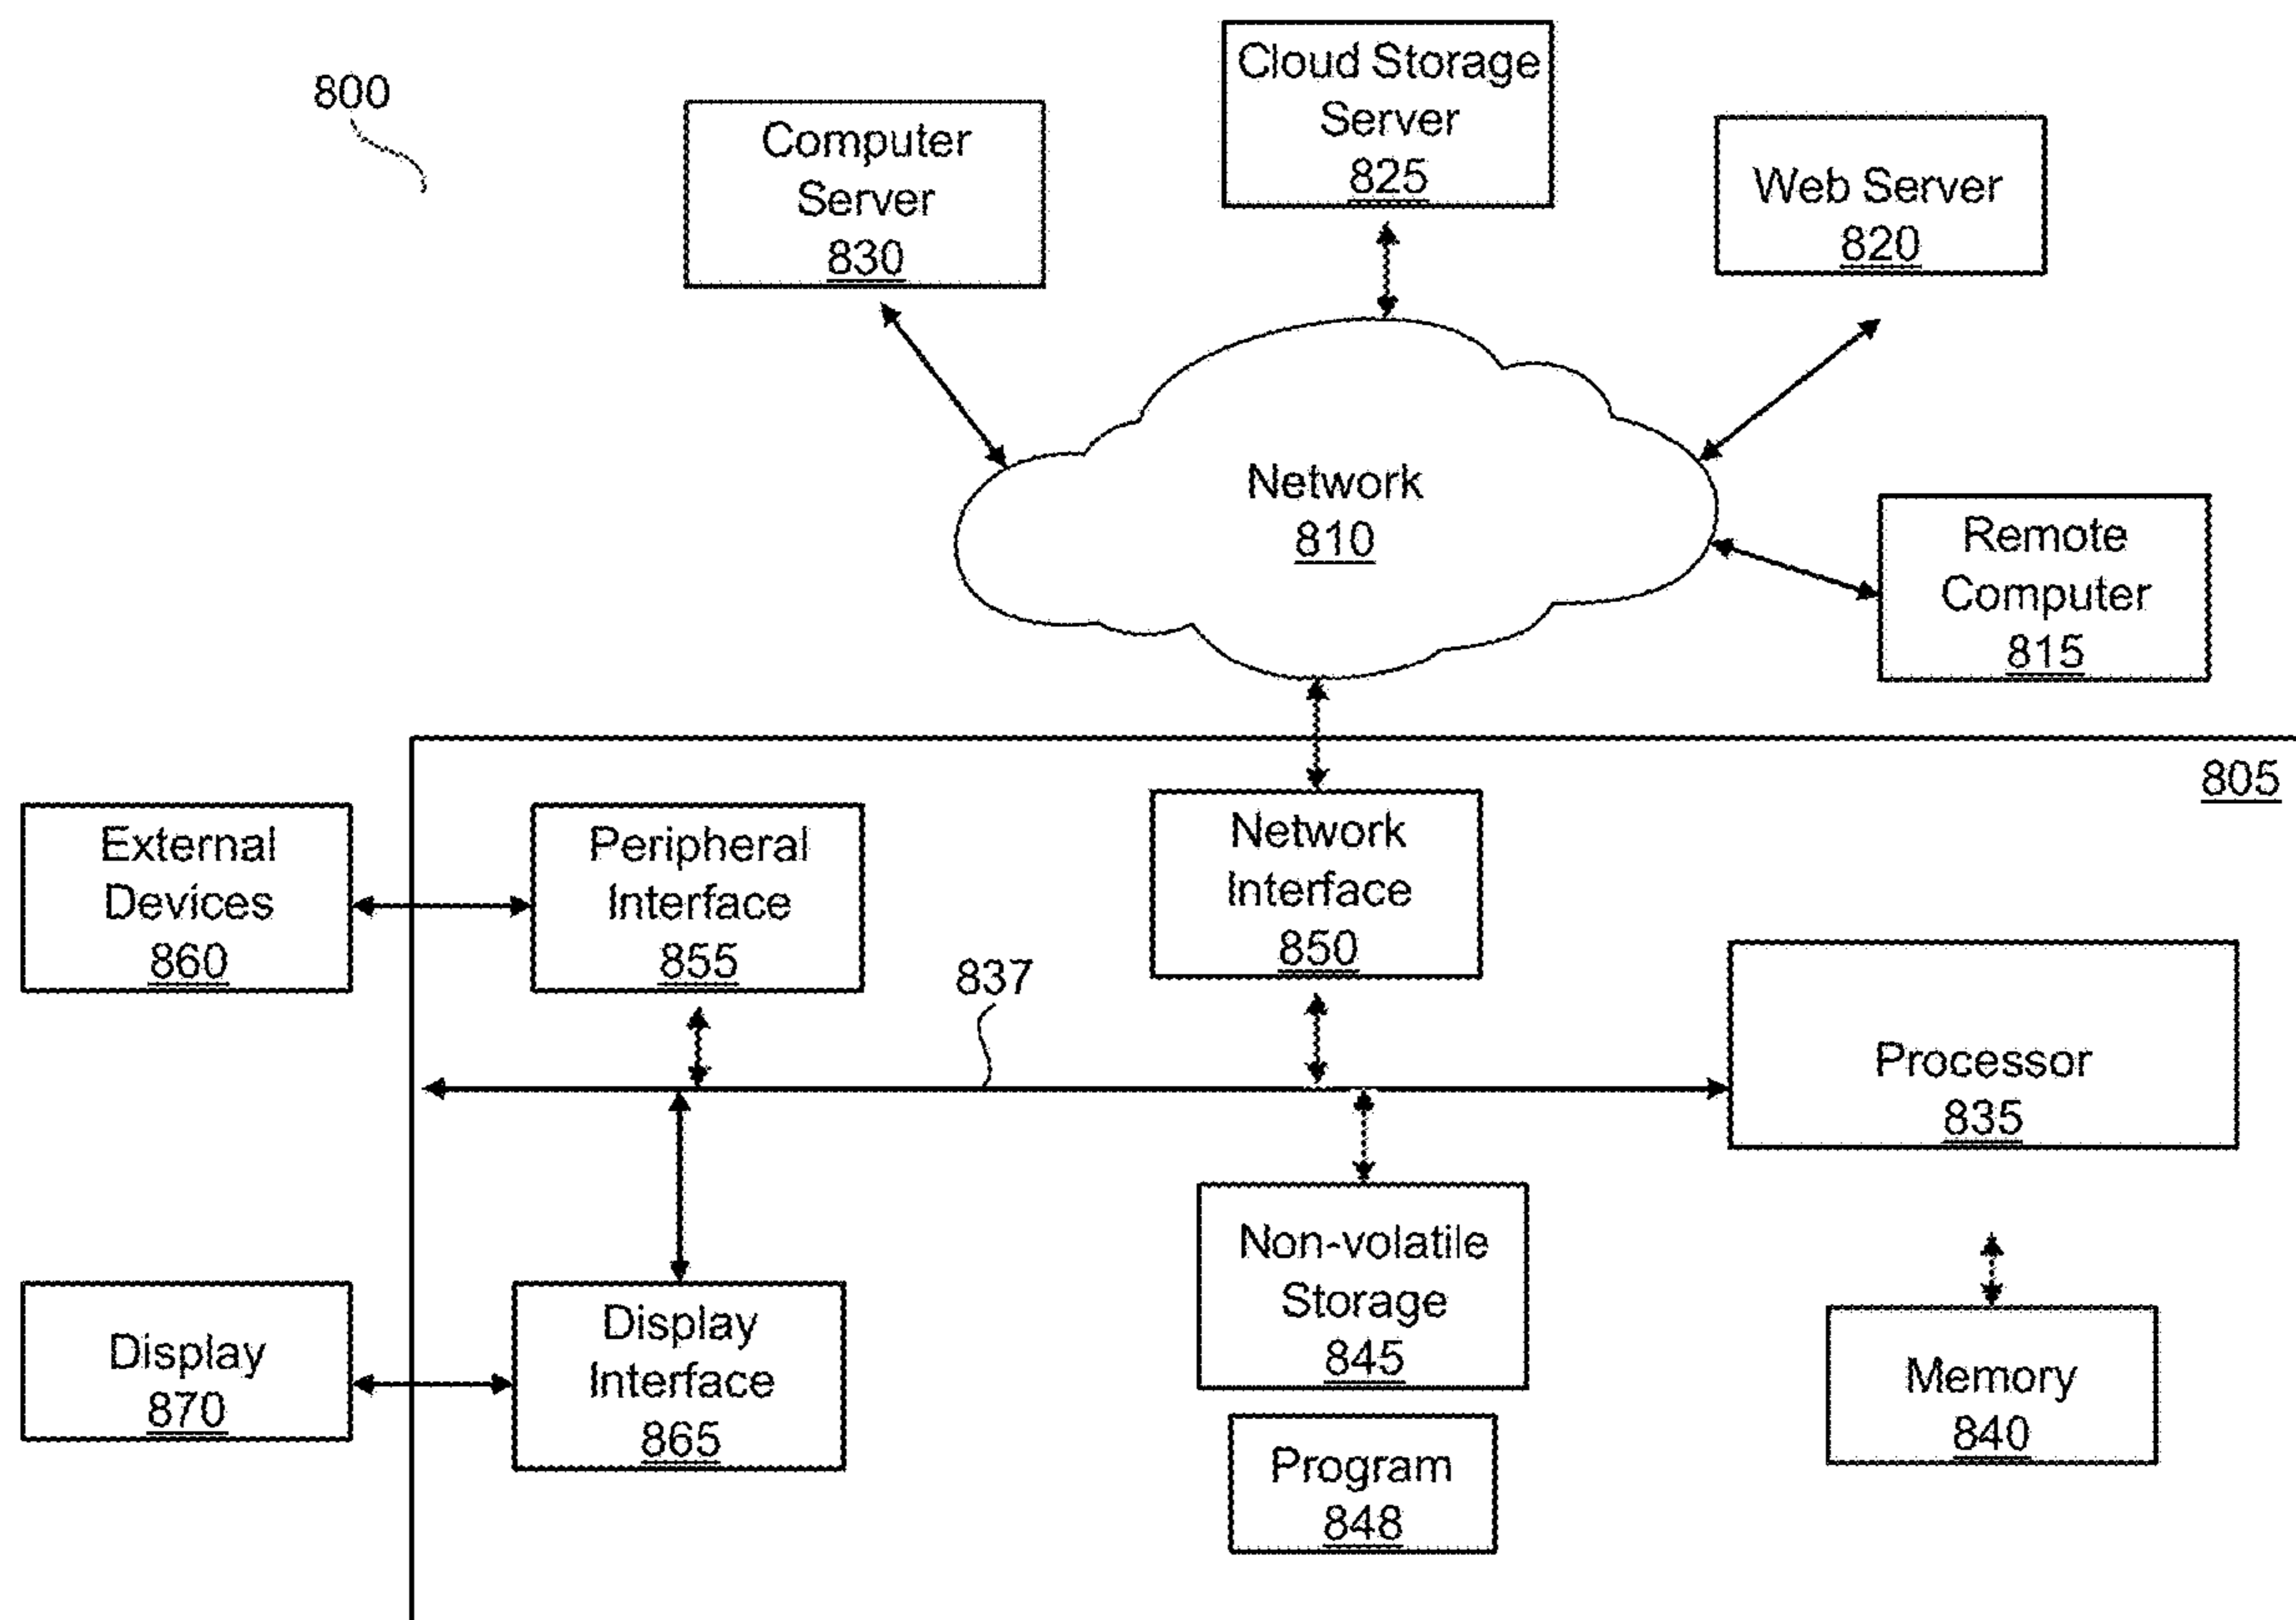 800
Computer
Server
830
Cloud Storage
Server
825
Web Server
820
Network
810
Remote
Computer
815
805
External
Devices
860
Peripheral
Interface
855
837
Network
Interface
850
Processor
835
Display
870
Display
Interface
865
Non-volatile
Storage
845
Program
848
Memory
840